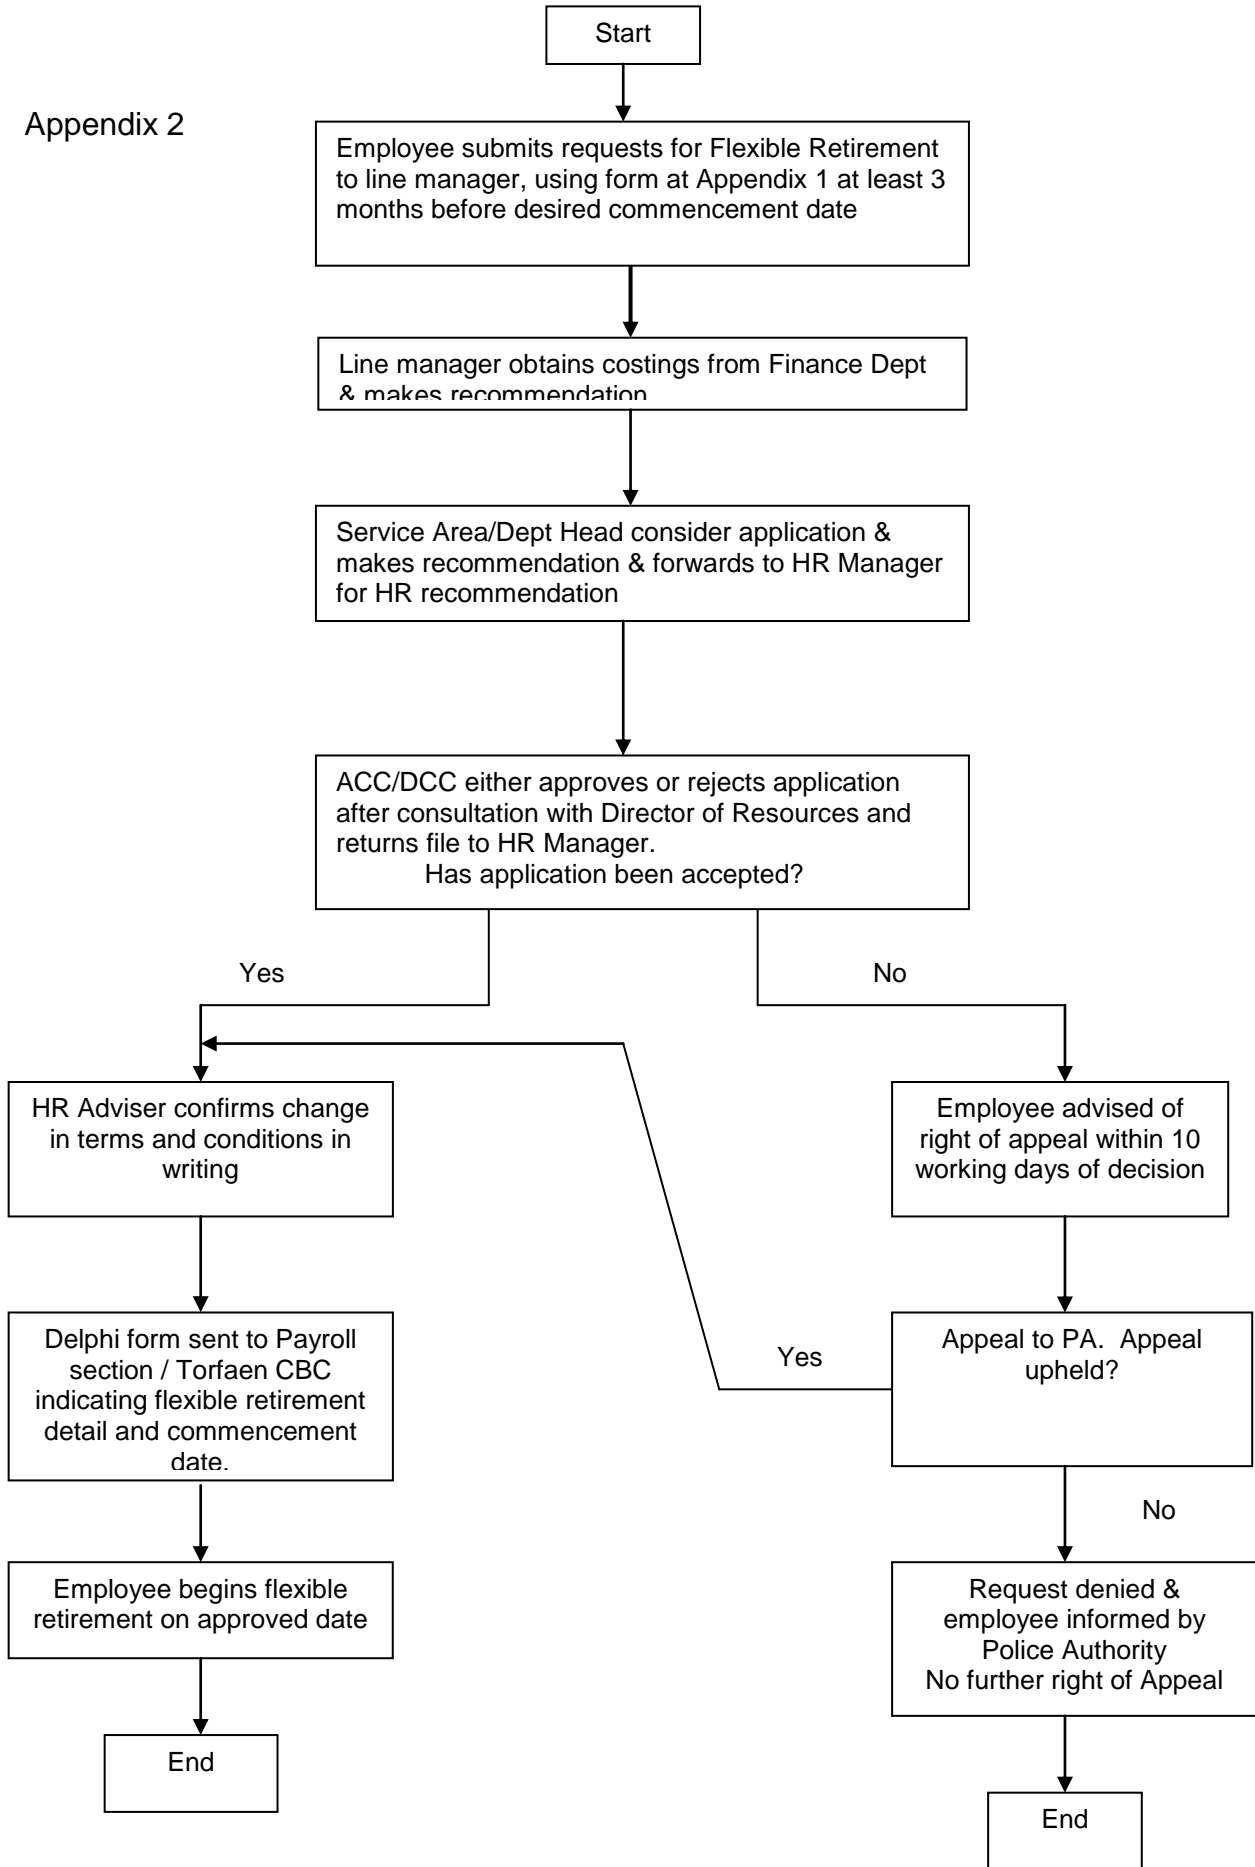 Start
Appendix 2
Employee submits requests for Flexible Retirement
to line manager, using form at Appendix 1 at least 3
months before desired commencement date
Line manager obtains costings from Finance Dept
& makes recommendation
Service Area/Dept Head consider application &
makes recommendation & forwards to HR Manager
for HR recommendation
ACC/DCC either approves or rejects application
after consultation with Director of Resources and
returns file to HR Manager.
Has application been accepted?
Yes
No
HR Adviser confirms change
in terms and conditions in
writing
Employee advised of
right of appeal within 10
working days of decision
Delphi form sent to Payroll
section / Torfaen CBC
indicating flexible retirement
detail and commencement
date.
Yes
Appeal to PA.  Appeal
upheld?
No
Employee begins flexible
retirement on approved date
Request denied &
employee informed by
Police Authority
No further right of Appeal
End
End